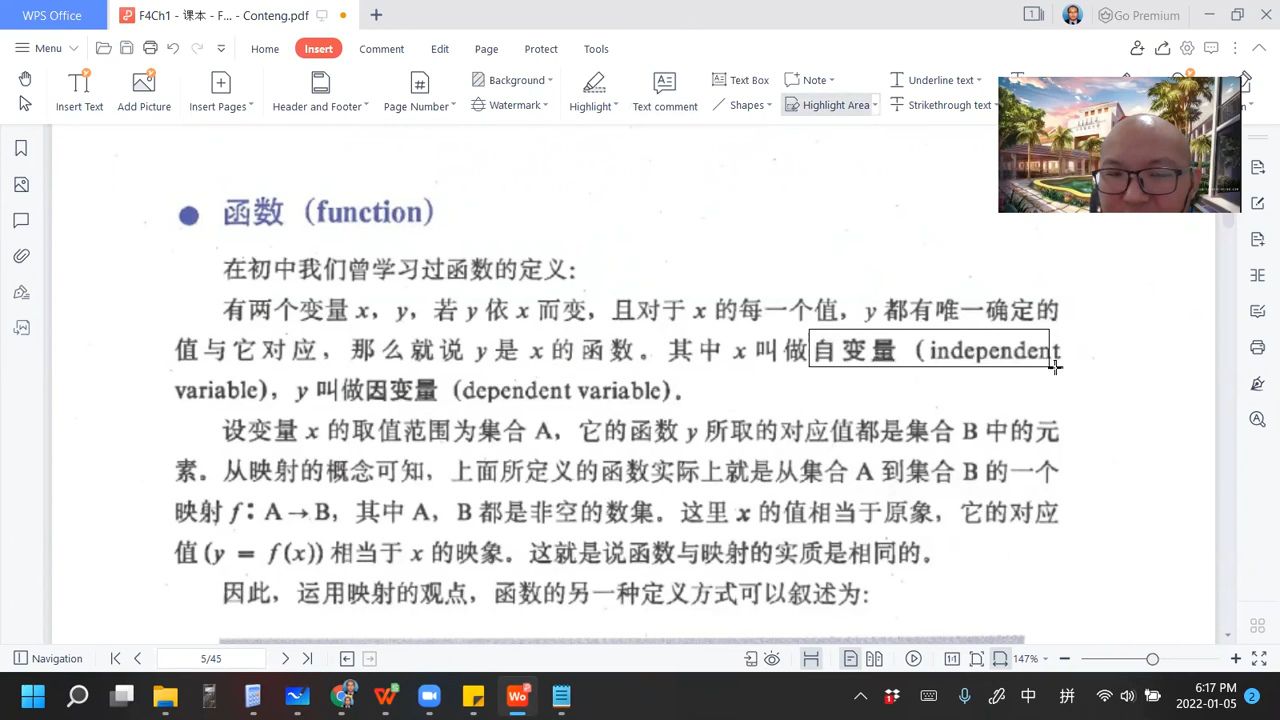 WPS Office
F4Ch1 - 课本 - F... - Conteng.pdf
1
Go Premium
Menu
Home
Insert
Comment
Edit
Page
Protect
Tools
Insert Text
Add Picture
Insert Pages
Header and Footer
Page Number
Background
Watermark
Highlight
Text comment
Text Box
Shapes
Note
Highlight Area
Underline text
Strikethrough text
● 函数 (function)
在初中我们曾学习过函数的定义:
有两个变量 x, y, 若 y 依 x 而变, 且对于 x 的每一个值, y 都有唯一确定的
值与它对应, 那么就说 y 是 x 的函数。其中 x 叫做自变量 (independent
variable), y 叫做因变量 (dependent variable)。
设变量 x 的取值范围为集合 A, 它的函数 y 所取的对应值都是集合 B 中的元
素。从映射的概念可知, 上面所定义的函数实际上就是从集合 A 到集合 B 的一个
映射 f: A → B, 其中 A, B 都是非空的数集。这里 x 的值相当于原象, 它的对应
值 (y = f(x)) 相当于 x 的映象。这就是说函数与映射的实质是相同的。
因此, 运用映射的观点, 函数的另一种定义方式可以叙述为:
Navigation
5/45
147%
中
拼
6:17 PM
2022-01-05
2